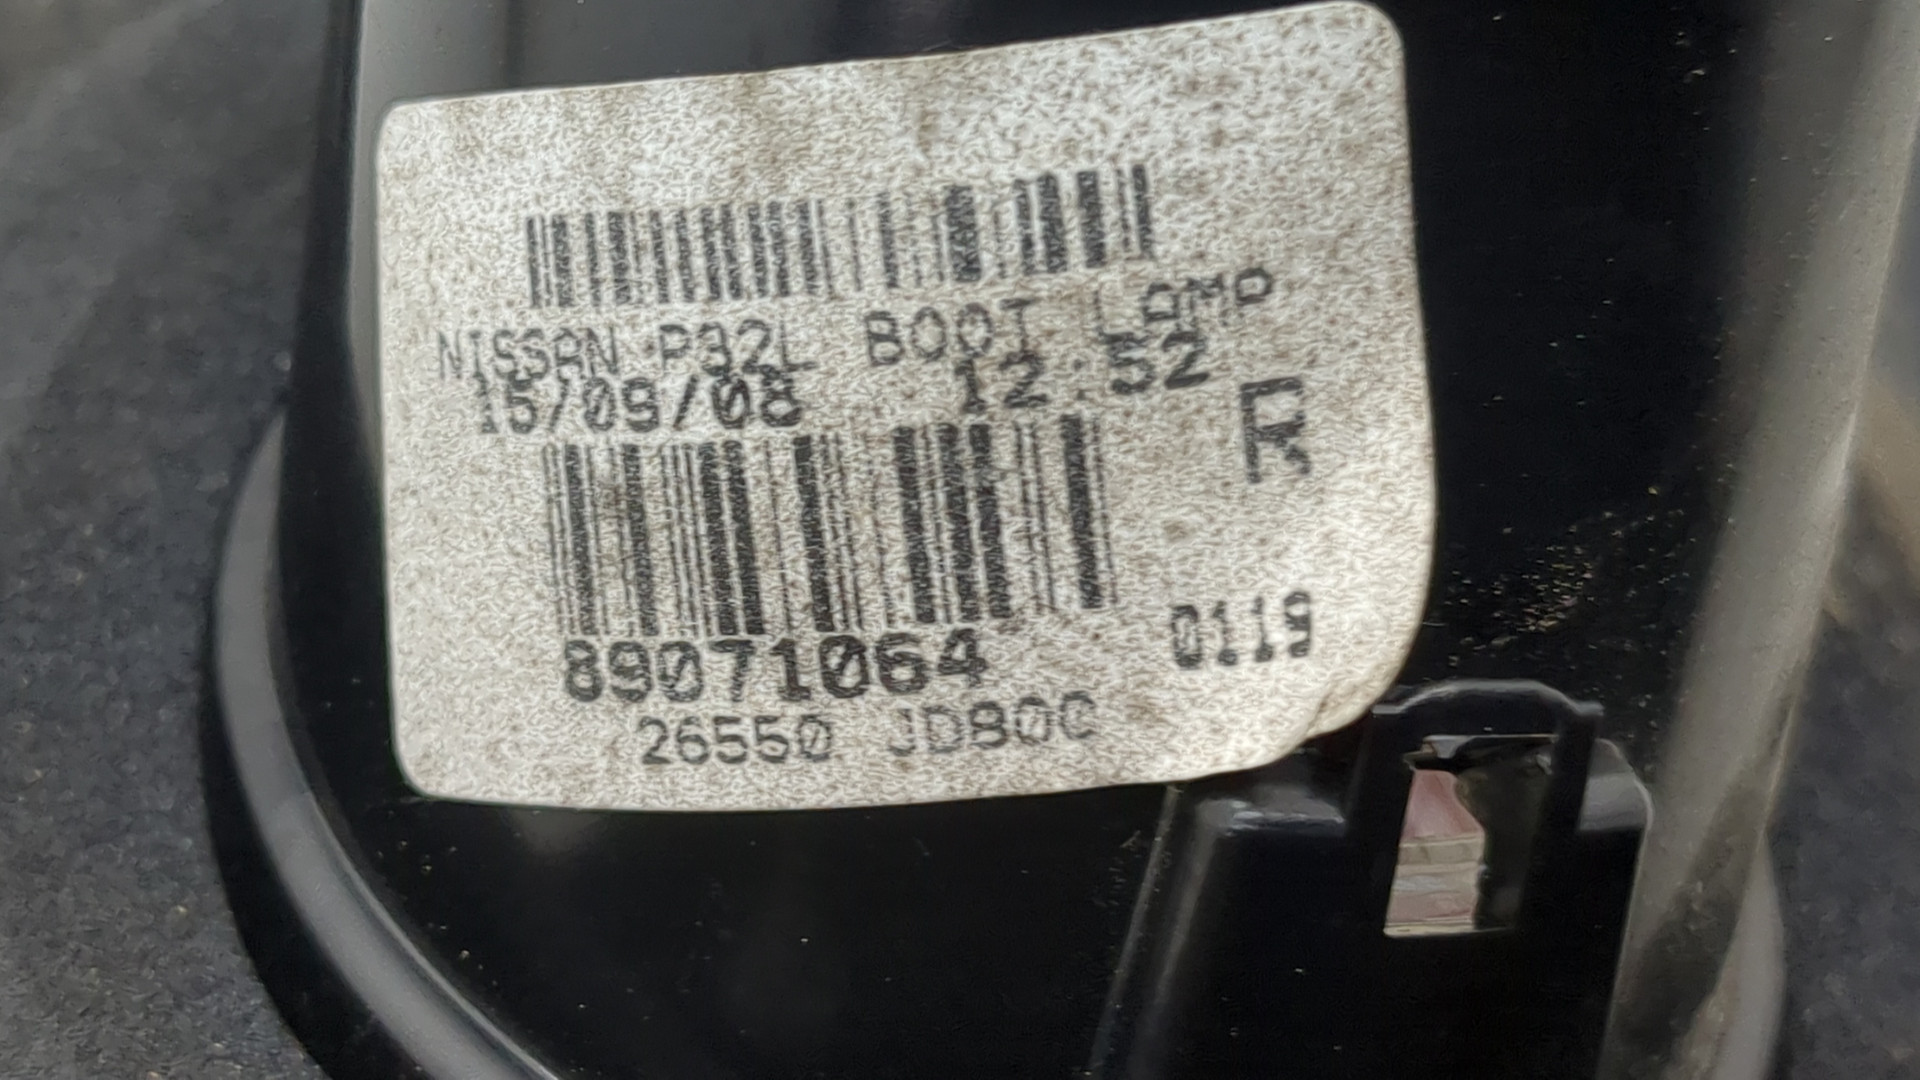 NISSAN P32L BOOT LAMP
15/09/08 12.52
R
89071064
0119
26550 JD80C